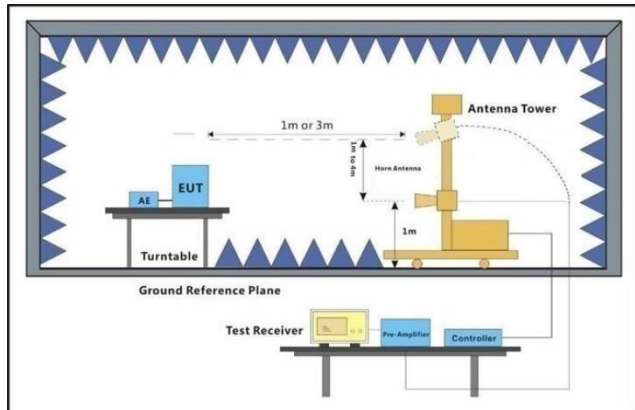 1m or 3m
Antenna Tower
1m to 4m
Horn Antenna
EUT
AE
1m
Turntable
Ground Reference Plane
Test Receiver
Pre-Amplifier
Controller